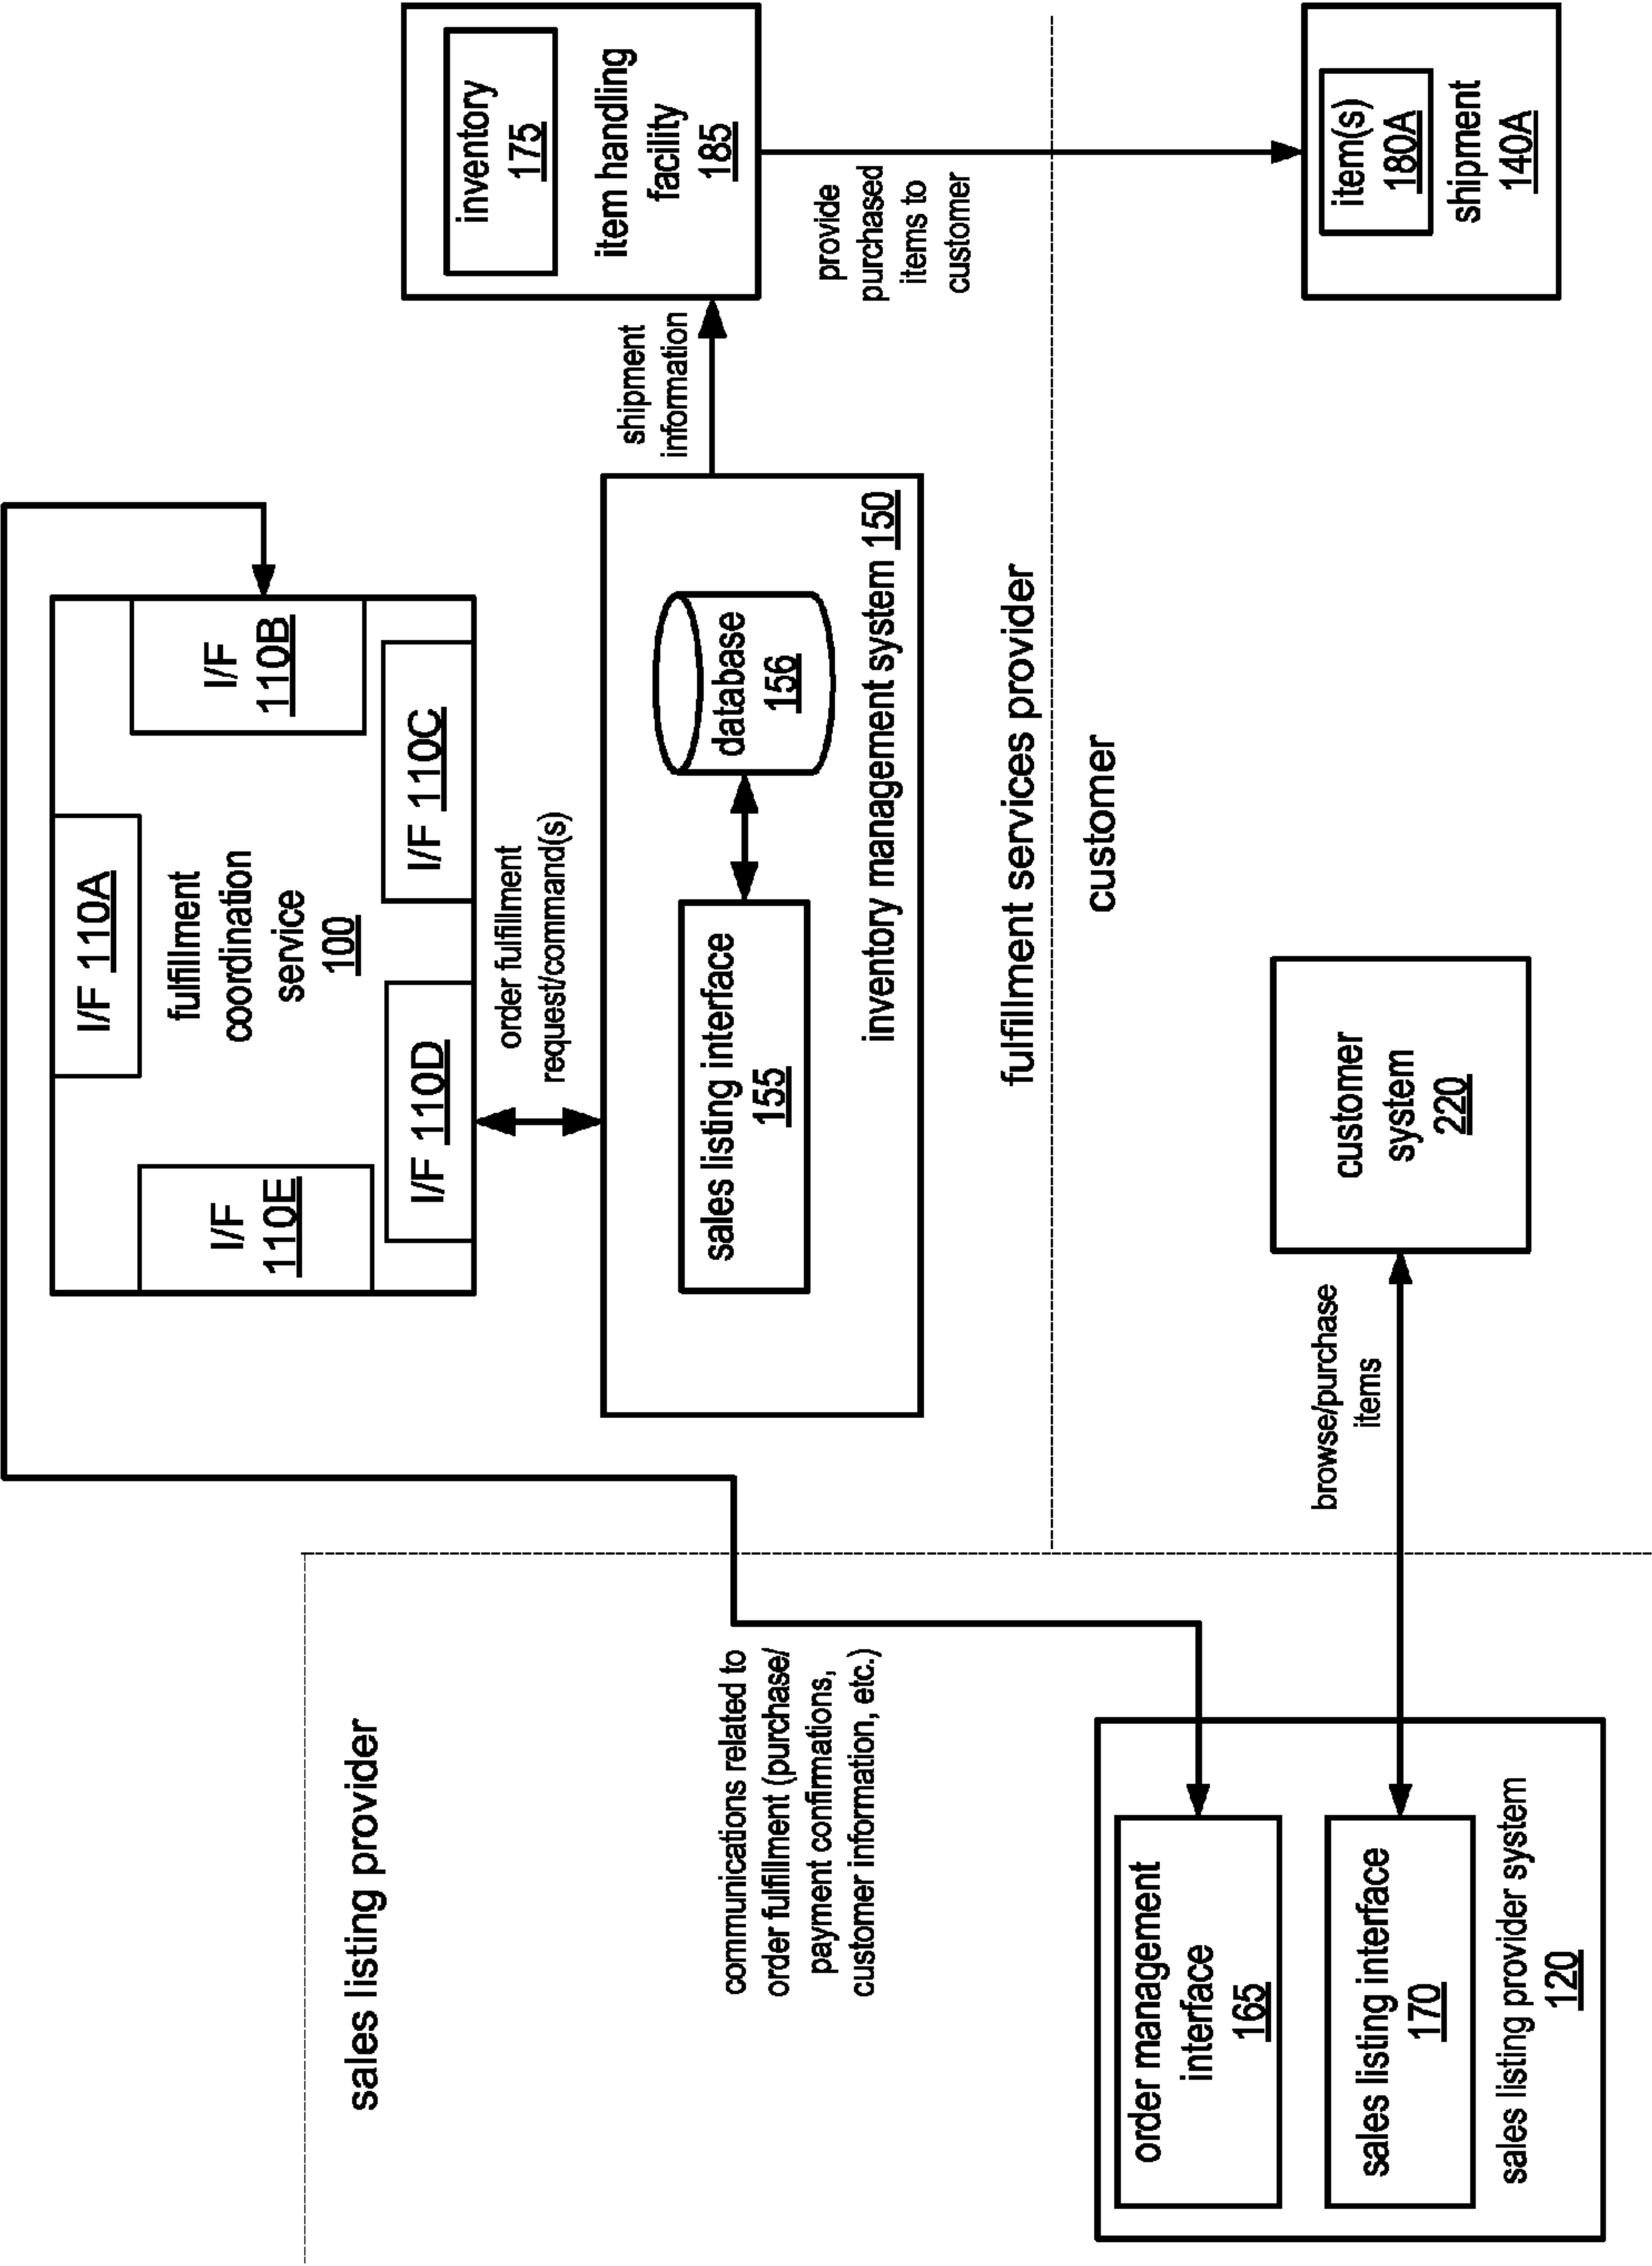 sales listing provider
communications related to
order fulfillment (purchase/
payment confirmations,
customer information, etc.)
order management
interface
165
sales listing interface
170
sales listing provider system
120
I/F 110A
I/F
110E
fulfillment
coordination
service
100
I/F
110B
I/F 110D
I/F 110C
order fulfillment
request/command(s)
sales listing interface
155
database
156
inventory management system 150
shipment
information
inventory
175
item handling
facility
185
fulfillment services provider
provide
purchased
items to
customer
customer
browse/purchase
items
customer
system
220
item(s)
180A
shipment
140A